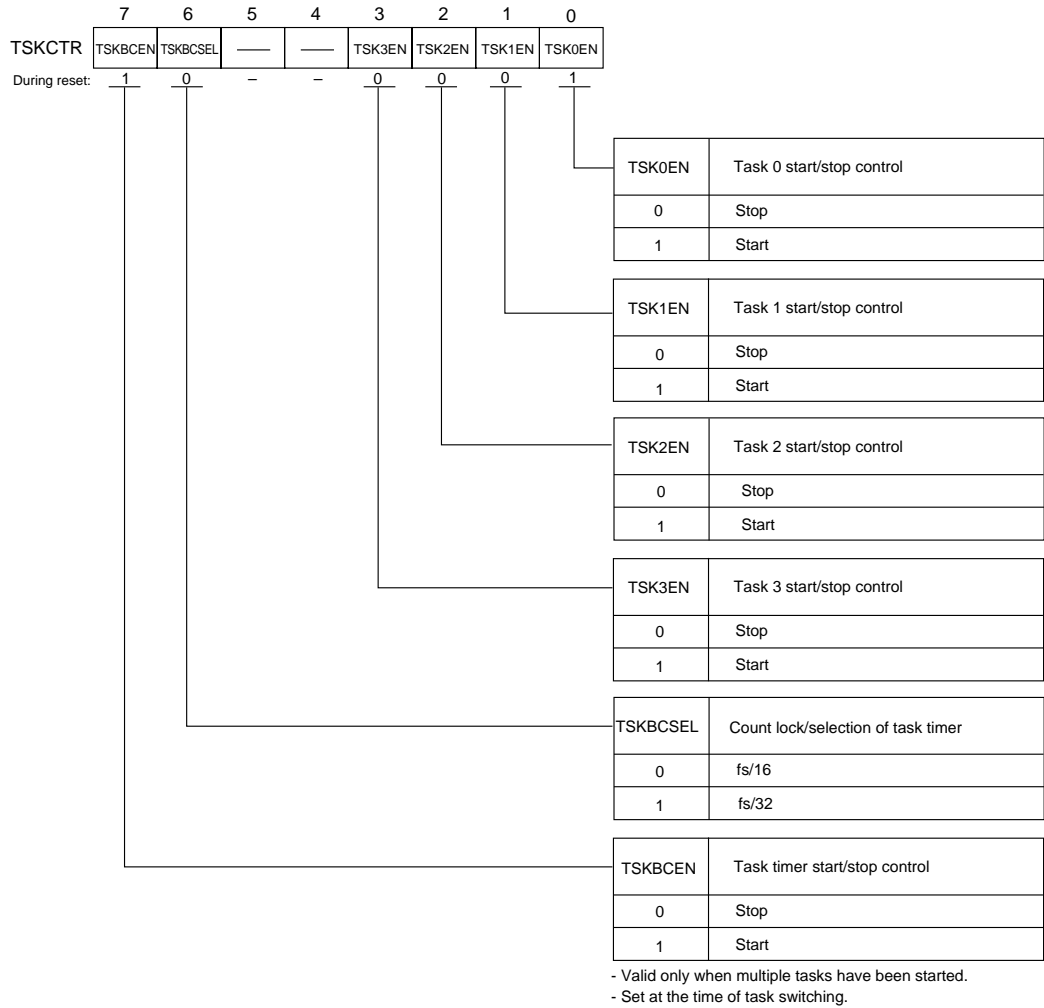 7 6 5 4 3 2 1 0
TSKCTR TSKBCEN TSKBCSEL — — TSK3EN TSK2EN TSK1EN TSK0EN
During reset: 1 0 – – 0 0 0 1
TSK0EN Task 0 start/stop control
0 Stop
1 Start
TSK1EN Task 1 start/stop control
0 Stop
1 Start
TSK2EN Task 2 start/stop control
0 Stop
1 Start
TSK3EN Task 3 start/stop control
0 Stop
1 Start
TSKBCSEL Count lock/selection of task timer
0 fs/16
1 fs/32
TSKBCEN Task timer start/stop control
0 Stop
1 Start
- Valid only when multiple tasks have been started.
- Set at the time of task switching.